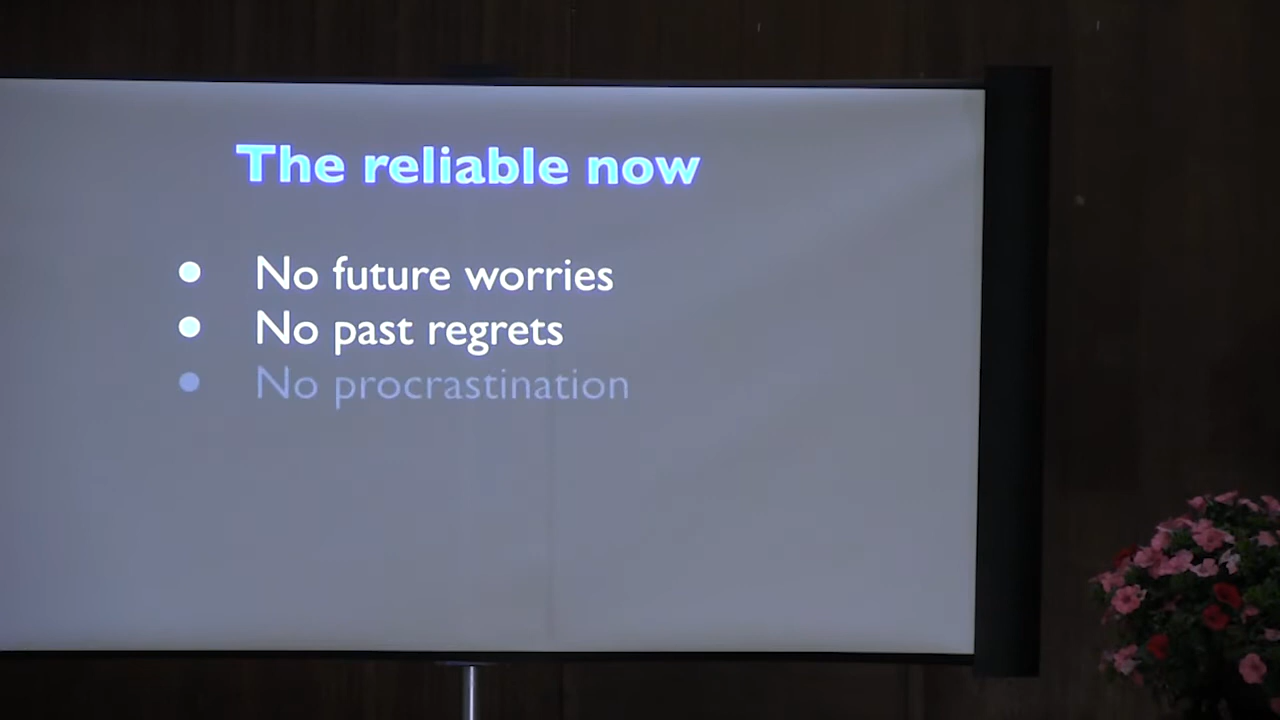 The reliable now
• No future worries
• No past regrets
• No procrastination